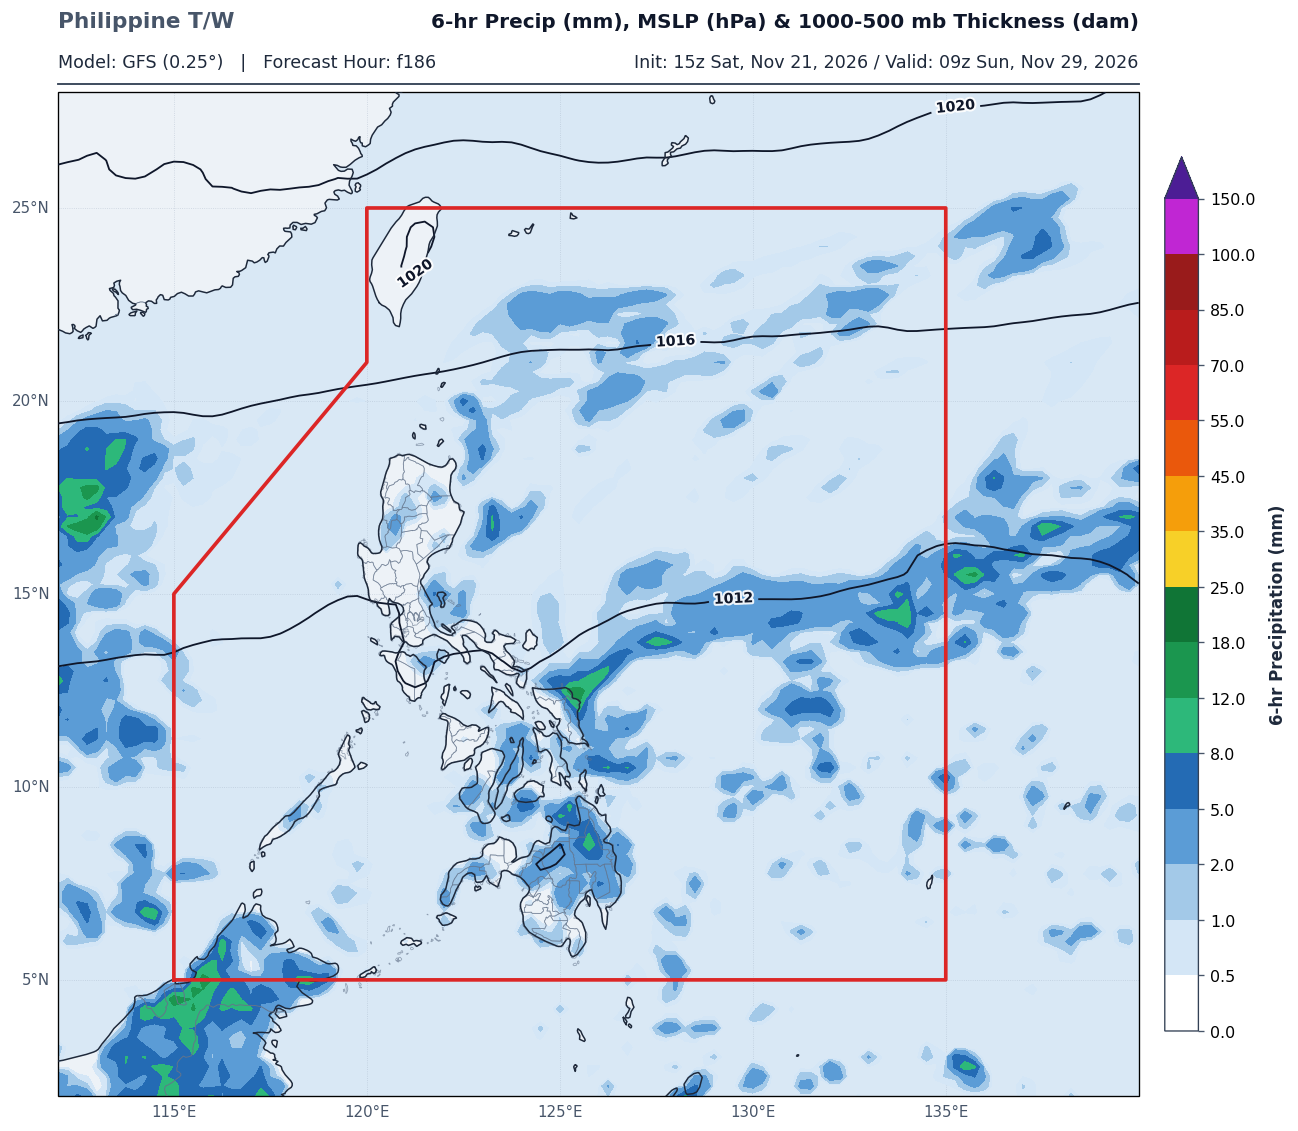 Philippine T/W
6-hr Precip (mm), MSLP (hPa) & 1000-500 mb Thickness (dam)
Model: GFS (0.25°) | Forecast Hour: f186
Init: 15z Sat, Nov 21, 2026 / Valid: 09z Sun, Nov 29, 2026
1020
1020
1016
1012
25°N
20°N
15°N
10°N
5°N
115°E
120°E
125°E
130°E
135°E
150.0
100.0
85.0
70.0
55.0
45.0
35.0
25.0
18.0
12.0
8.0
5.0
2.0
1.0
0.5
0.0
6-hr Precipitation (mm)